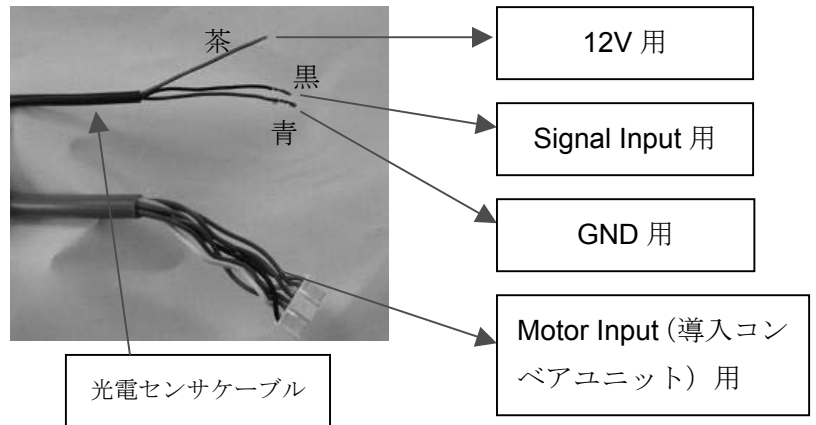 茶
黒
青
12V 用
Signal Input 用
GND 用
Motor Input（導入コン
ベアユニット）用
光電センサケーブル